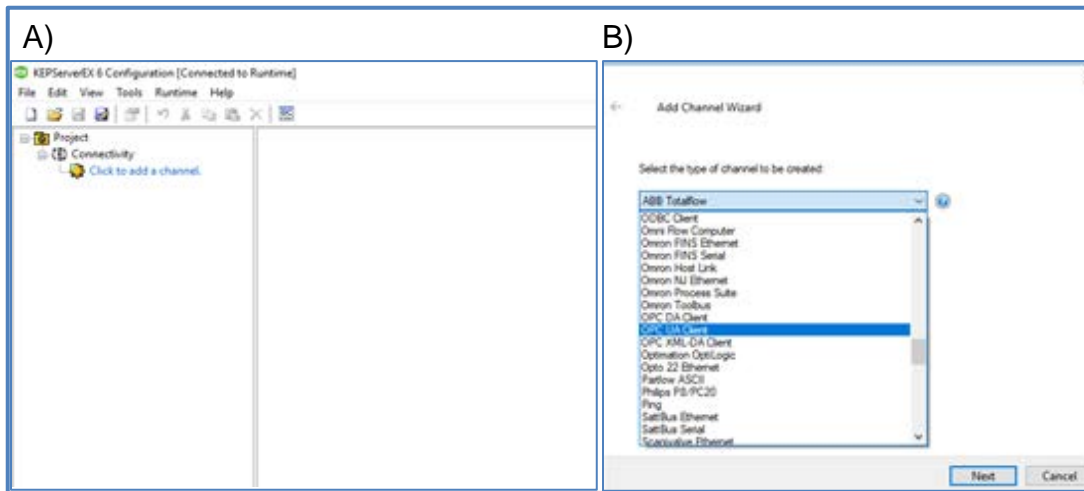 A)
KEPServerEX 6 Configuration [Connected to Runtime]
File Edit View Tools Runtime Help
Project
Connectivity
Click to add a channel.
B)
Add Channel Wizard
Select the type of channel to be created:
ABB Totalflow
ODBC Client
Omni Flow Computer
Omron FINS Ethernet
Omron FINS Serial
Omron Host Link
Omron NJ Ethernet
Omron Process Suite
Omron Toolbus
OPC DA Client
OPC UA Client
OPC XML-DA Client
Optimation OptiLogic
Opto 22 Ethernet
Partlow ASCII
Philips P8/PC20
Ping
SattBus Ethernet
SattBus Serial
Scanivalve Ethernet
Next Cancel